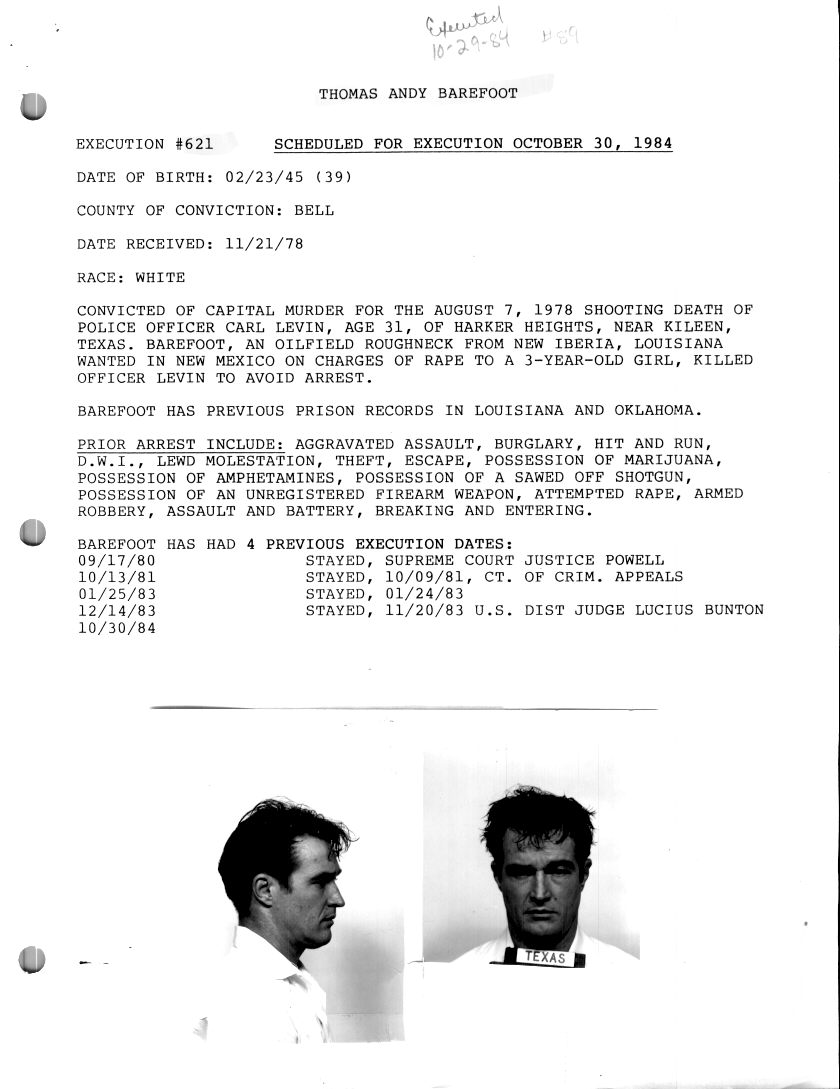 Executed
10-29-84 #89
THOMAS ANDY BAREFOOT
EXECUTION #621 SCHEDULED FOR EXECUTION OCTOBER 30, 1984
DATE OF BIRTH: 02/23/45 (39)
COUNTY OF CONVICTION: BELL
DATE RECEIVED: 11/21/78
RACE: WHITE
CONVICTED OF CAPITAL MURDER FOR THE AUGUST 7, 1978 SHOOTING DEATH OF
POLICE OFFICER CARL LEVIN, AGE 31, OF HARKER HEIGHTS, NEAR KILEEN,
TEXAS. BAREFOOT, AN OILFIELD ROUGHNECK FROM NEW IBERIA, LOUISIANA
WANTED IN NEW MEXICO ON CHARGES OF RAPE TO A 3-YEAR-OLD GIRL, KILLED
OFFICER LEVIN TO AVOID ARREST.
BAREFOOT HAS PREVIOUS PRISON RECORDS IN LOUISIANA AND OKLAHOMA.
PRIOR ARREST INCLUDE: AGGRAVATED ASSAULT, BURGLARY, HIT AND RUN,
D.W.I., LEWD MOLESTATION, THEFT, ESCAPE, POSSESSION OF MARIJUANA,
POSSESSION OF AMPHETAMINES, POSSESSION OF A SAWED OFF SHOTGUN,
POSSESSION OF AN UNREGISTERED FIREARM WEAPON, ATTEMPTED RAPE, ARMED
ROBBERY, ASSAULT AND BATTERY, BREAKING AND ENTERING.
BAREFOOT HAS HAD 4 PREVIOUS EXECUTION DATES:
09/17/80 STAYED, SUPREME COURT JUSTICE POWELL
10/13/81 STAYED, 10/09/81, CT. OF CRIM. APPEALS
01/25/83 STAYED, 01/24/83
12/14/83 STAYED, 11/20/83 U.S. DIST JUDGE LUCIUS BUNTON
10/30/84
TEXAS